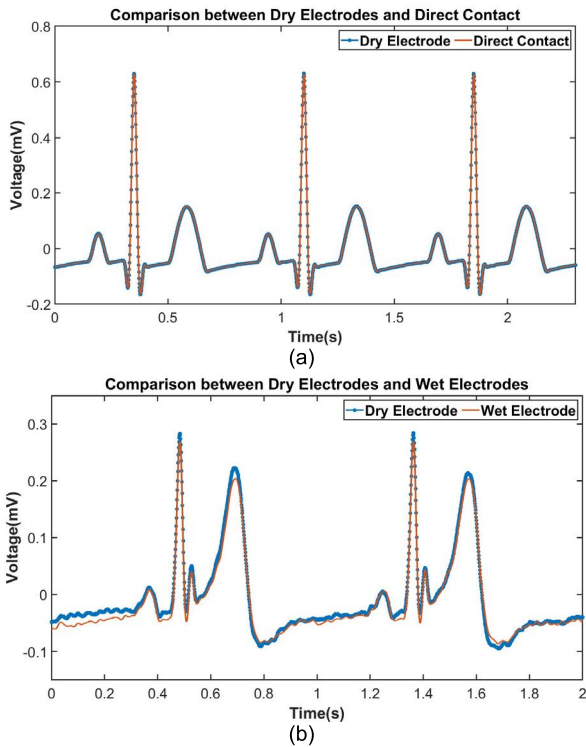 Comparison between Dry Electrodes and Direct Contact
Dry Electrode Direct Contact
0.8
0.6
0.4
0.2
0
-0.2
Voltage(mV)
0 0.5 1 1.5 2
Time(s)
(a)
Comparison between Dry Electrodes and Wet Electrodes
Dry Electrode Wet Electrode
0.3
0.2
0.1
0
-0.1
Voltage(mV)
0 0.2 0.4 0.6 0.8 1 1.2 1.4 1.6 1.8 2
Time(s)
(b)